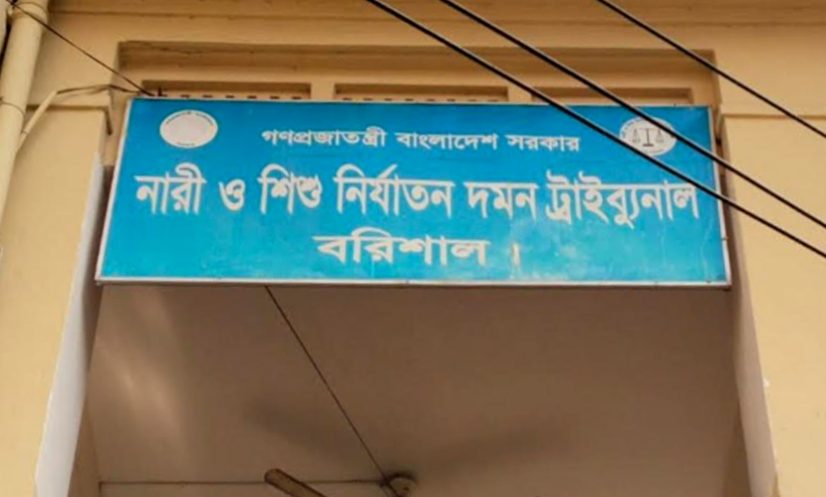 গণপ্রজাতন্ত্রী বাংলাদেশ সরকার
নারী ও শিশু নির্যাতন দমন ট্রাইব্যুনাল
বরিশাল।